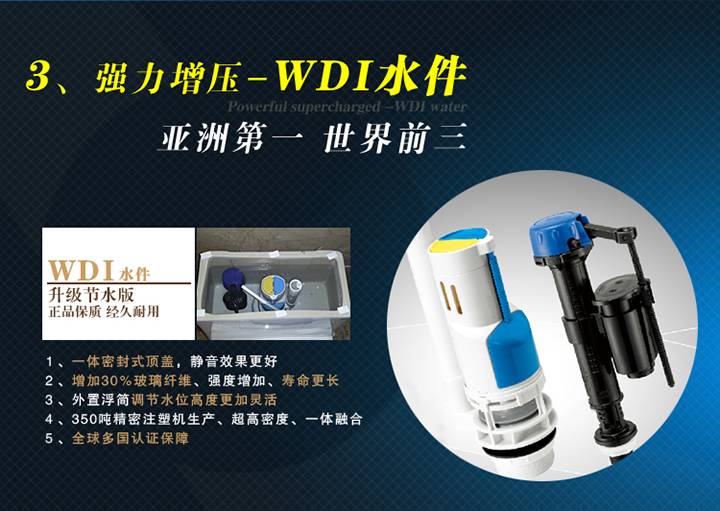 3、强力增压-WDI水件
Powerful supercharged -WDI water
亚洲第一 世界前三
WDI水件
升级节水版
正品保质 经久耐用
1、一体密封式顶盖，静音效果更好
2、增加30%玻璃纤维、强度增加、寿命更长
3、外置浮筒调节水位高度更加灵活
4、350吨精密注塑机生产、超高密度、一体融合
5、全球多国认证保障